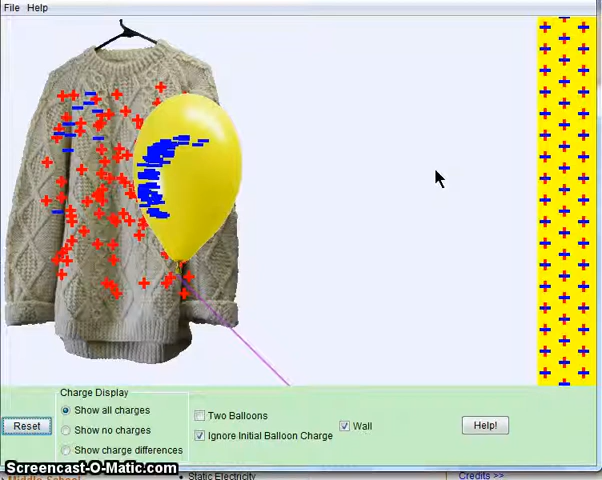 File Help
Charge Display
Show all charges
Show no charges
Show charge differences
Two Balloons
Ignore Initial Balloon Charge
Wall
Reset
Help!
Screencast-O-Matic.com
Static Electricity
Credits >>